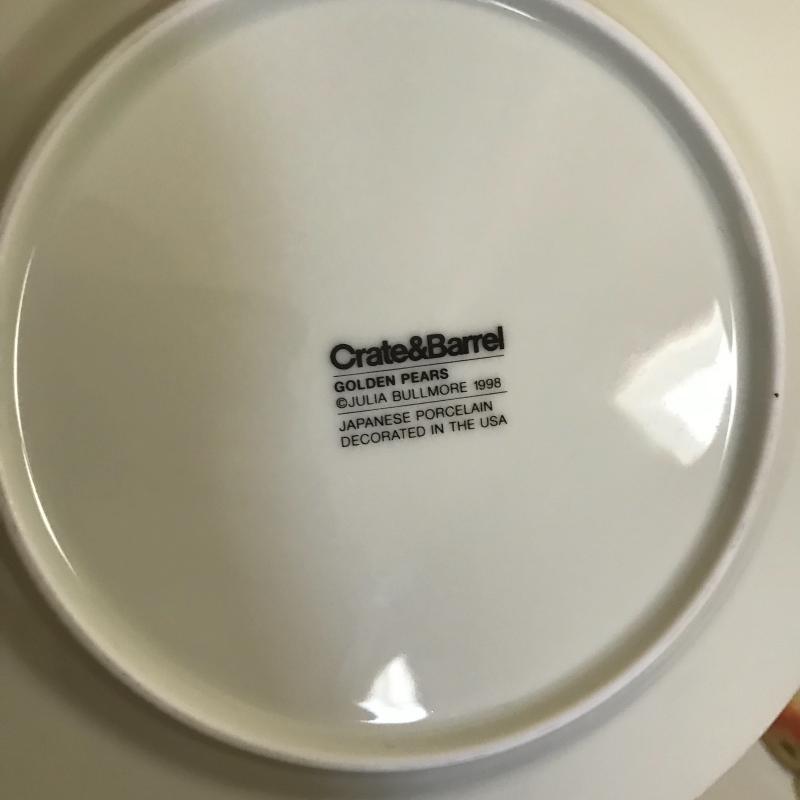 Crate&Barrel
GOLDEN PEARS
©JULIA BULLMORE 1998
JAPANESE PORCELAIN
DECORATED IN THE USA